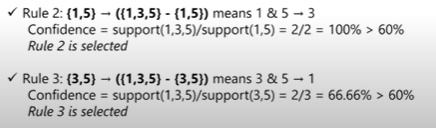 ✓ Rule 2: {1,5} → ({1,3,5} - {1,5}) means 1 & 5 → 3
Confidence = support(1,3,5)/support(1,5) = 2/2 = 100% > 60%
Rule 2 is selected
✓ Rule 3: {3,5} → ({1,3,5} - {3,5}) means 3 & 5 → 1
Confidence = support(1,3,5)/support(3,5) = 2/3 = 66.66% > 60%
Rule 3 is selected